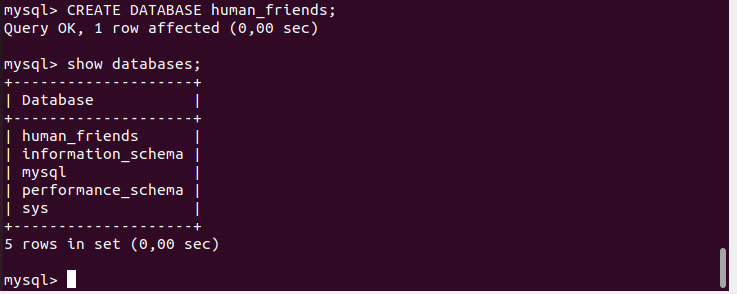 mysql> CREATE DATABASE human_friends;
Query OK, 1 row affected (0,00 sec)

mysql> show databases;
+--------------------+
| Database           |
+--------------------+
| human_friends      |
| information_schema |
| mysql              |
| performance_schema |
| sys                |
+--------------------+
5 rows in set (0,00 sec)

mysql>